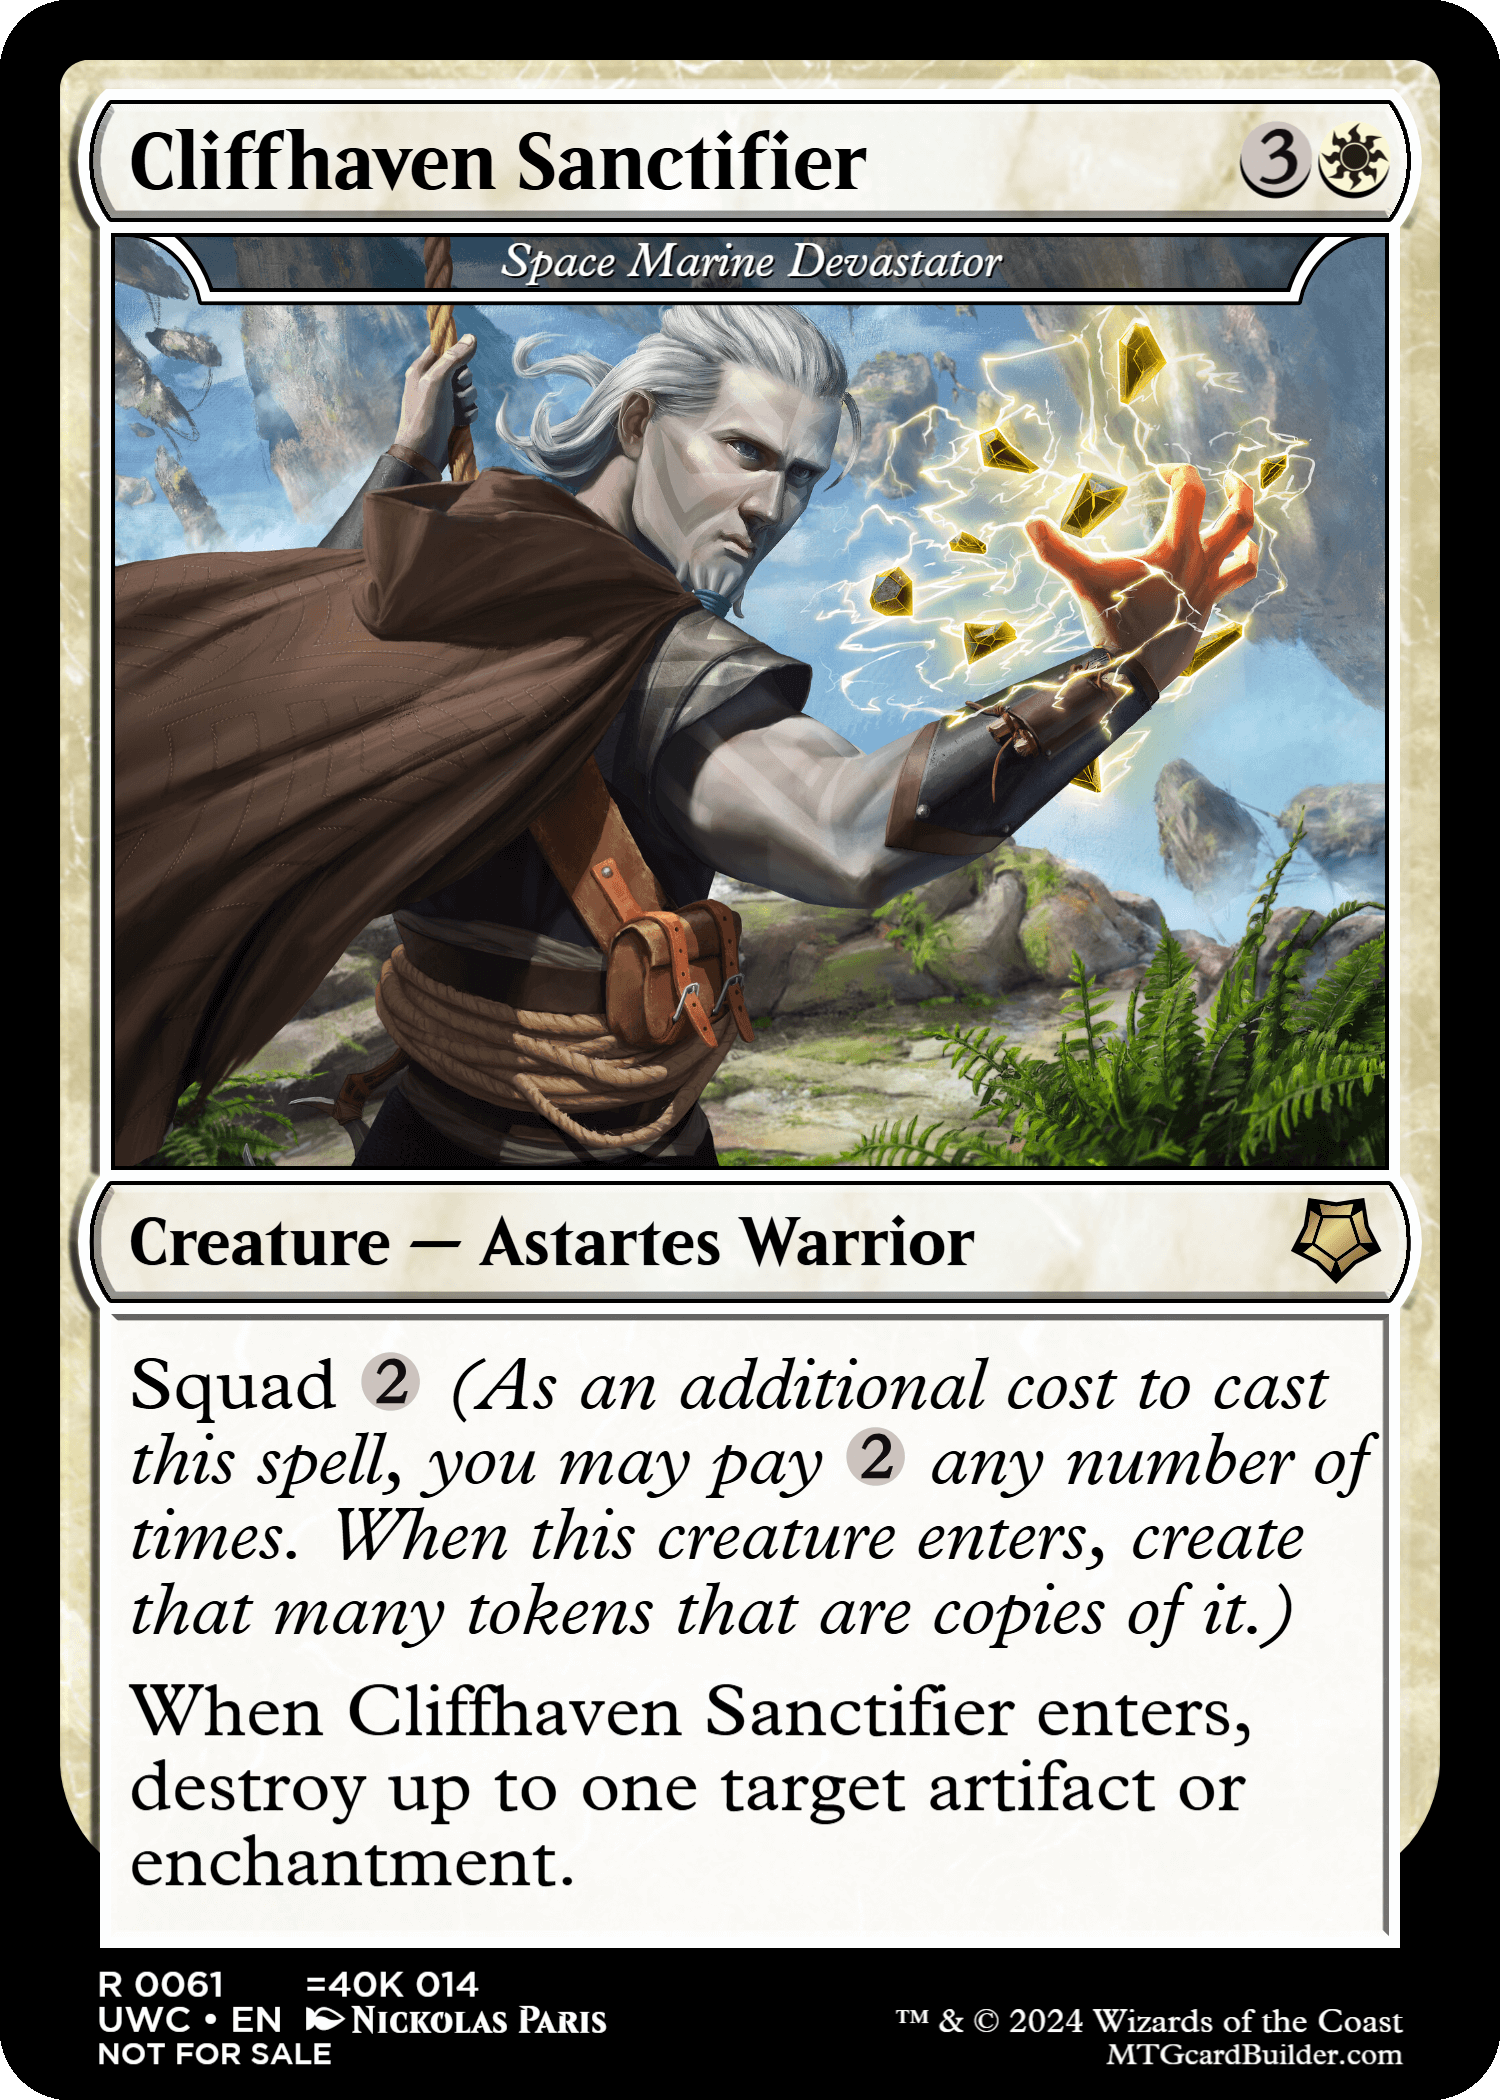 Cliffhaven Sanctifier 3
Space Marine Devastator
Creature — Astartes Warrior
Squad 2 (As an additional cost to cast
this spell, you may pay 2 any number of
times. When this creature enters, create
that many tokens that are copies of it.)
When Cliffhaven Sanctifier enters,
destroy up to one target artifact or
enchantment.
R 0061 =40K 014
UWC • EN Nickolas Paris
NOT FOR SALE
™ & © 2024 Wizards of the Coast
MTGcardBuilder.com